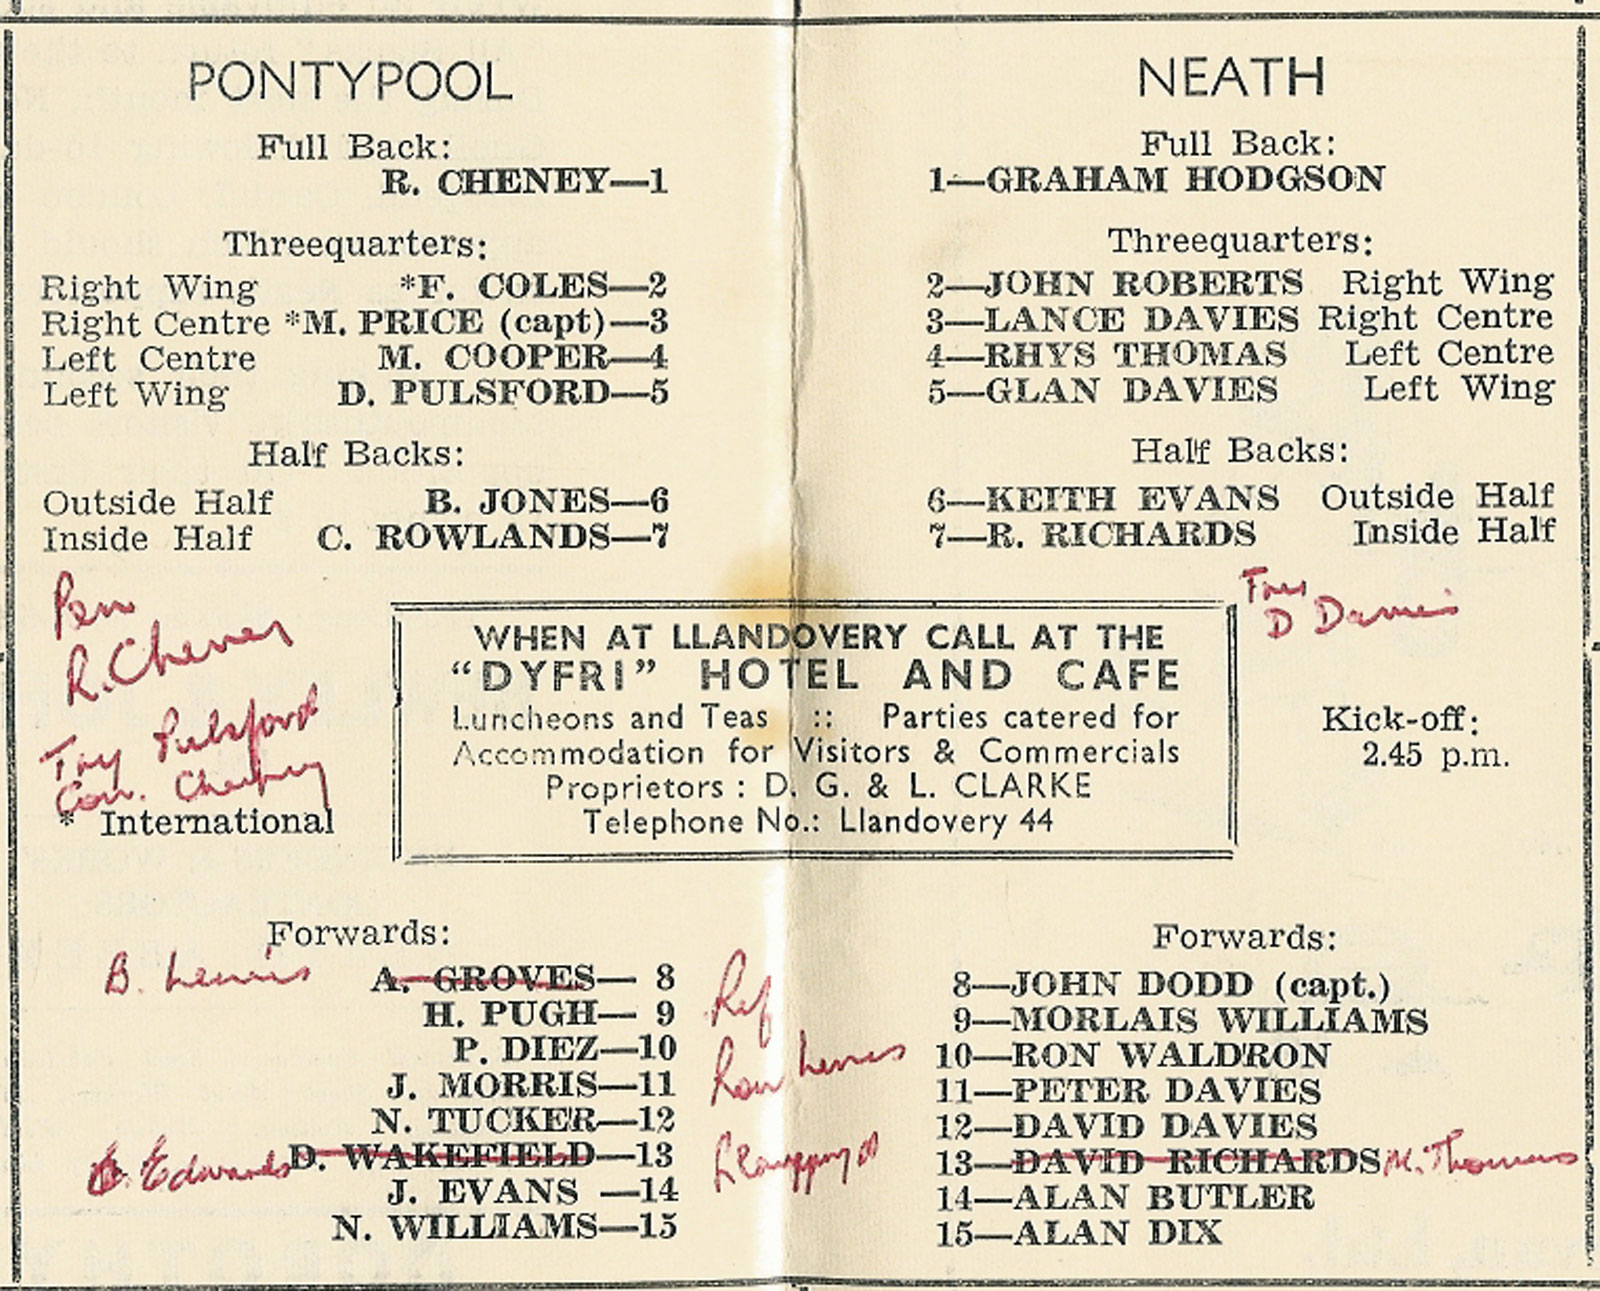 PONTYPOOL
Full Back:
R. CHENEY—1
Threequarters:
Right Wing *F. COLES—2
Right Centre *M. PRICE (capt)—3
Left Centre M. COOPER—4
Left Wing D. PULSFORD—5
Half Backs:
Outside Half B. JONES—6
Inside Half C. ROWLANDS—7
Pen
R. Cheney
Try Pulsford
Con. Cheney
* International
Forwards:
B. Lewis A. GROVES— 8
H. PUGH— 9
P. DIEZ—10
J. MORRIS—11
N. TUCKER—12
Edwards D. WAKEFIELD—13
J. EVANS —14
N. WILLIAMS—15
WHEN AT LLANDOVERY CALL AT THE
“DYFRI” HOTEL AND CAFE
Luncheons and Teas :: Parties catered for
Accommodation for Visitors & Commercials
Proprietors : D. G. & L. CLARKE
Telephone No.: Llandovery 44
Ref
Ron Lewis
NEATH
Full Back:
1—GRAHAM HODGSON
Threequarters:
2—JOHN ROBERTS Right Wing
3—LANCE DAVIES Right Centre
4—RHYS THOMAS Left Centre
5—GLAN DAVIES Left Wing
Half Backs:
6—KEITH EVANS Outside Half
7—R. RICHARDS Inside Half
Try
D Davies
Kick-off:
2.45 p.m.
Forwards:
8—JOHN DODD (capt.)
9—MORLAIS WILLIAMS
10—RON WALDRON
11—PETER DAVIES
12—DAVID DAVIES
13—DAVID RICHARDS M. Thomas
14—ALAN BUTLER
15—ALAN DIX